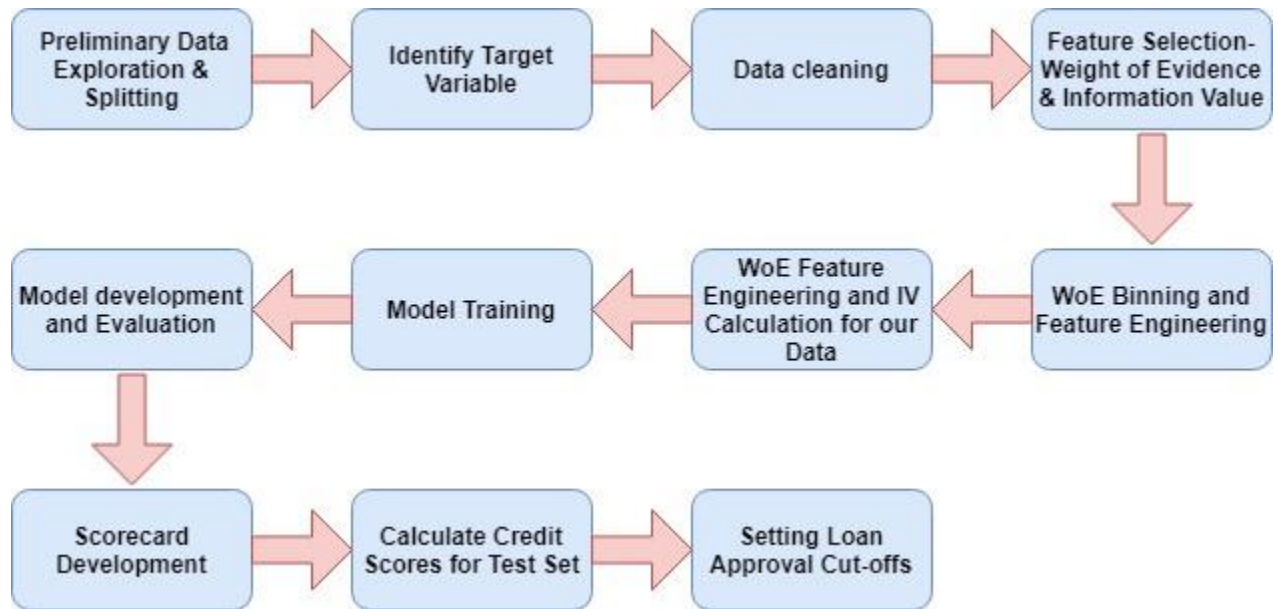 Preliminary Data
Exploration &
Splitting
Identify Target
Variable
Data cleaning
Feature Selection-
Weight of Evidence
& Information Value
WoE Binning and
Feature Engineering
WoE Feature
Engineering and IV
Calculation for our
Data
Model Training
Model development
and Evaluation
Scorecard
Development
Calculate Credit
Scores for Test Set
Setting Loan
Approval Cut-offs